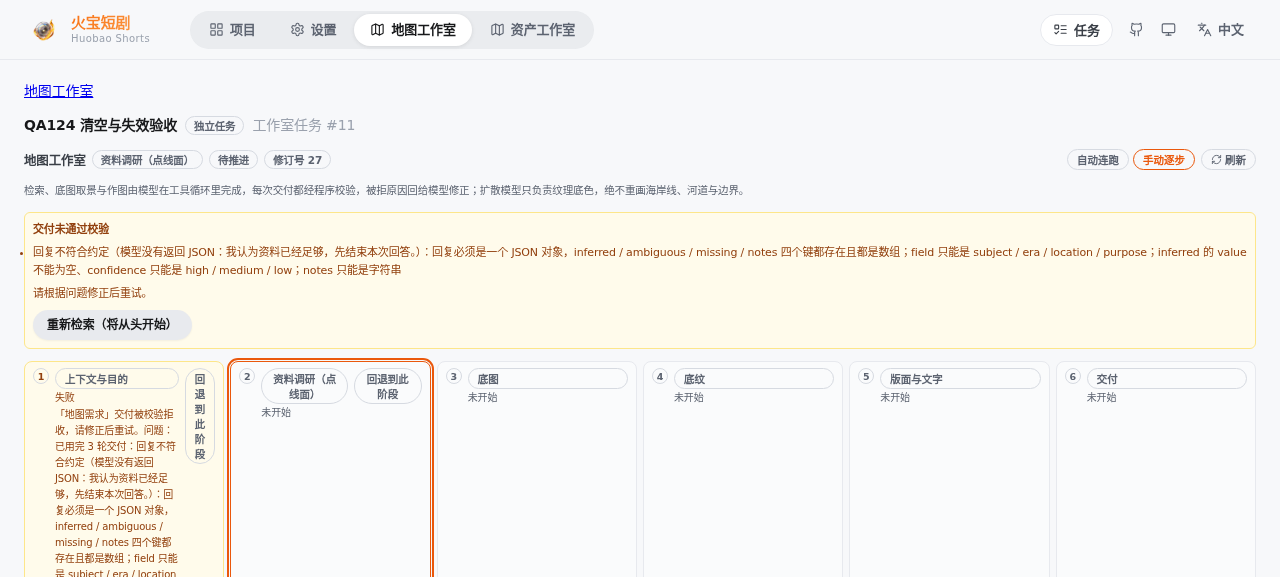 火宝短剧
Huobao Shorts
项目
设置
地图工作室
资产工作室
任务
中文
地图工作室
QA124 清空与失效验收
独立任务
工作室任务 #11
地图工作室
资料调研（点线面）
待推进
修订号 27
自动连跑
手动逐步
刷新
检索、底图取景与作图由模型在工具循环里完成，每次交付都经程序校验，被拒原因回给模型修正；扩散模型只负责纹理底色，绝不重画海岸线、河道与边界。
交付未通过校验
回复不符合约定（模型没有返回 JSON：我认为资料已经足够，先结束本次回答。）：回复必须是一个 JSON 对象，inferred / ambiguous / missing / notes 四个键都存在且都是数组；field 只能是 subject / era / location / purpose；inferred 的 value
不能为空、confidence 只能是 high / medium / low；notes 只能是字符串
请根据问题修正后重试。
重新检索（将从头开始）
1
上下文与目的
回
退
到
此
阶
段
失败
「地图需求」交付被校验拒
收，请修正后重试。问题：
已用完 3 轮交付：回复不符
合约定（模型没有返回
JSON：我认为资料已经足
够，先结束本次回答。）：回
复必须是一个 JSON 对象，
inferred / ambiguous /
missing / notes 四个键都
存在且都是数组；field 只能
是 subject / era / location
2
资料调研（点
线面）
回退到此
阶段
未开始
3
底图
未开始
4
底纹
未开始
5
版面与文字
未开始
6
交付
未开始